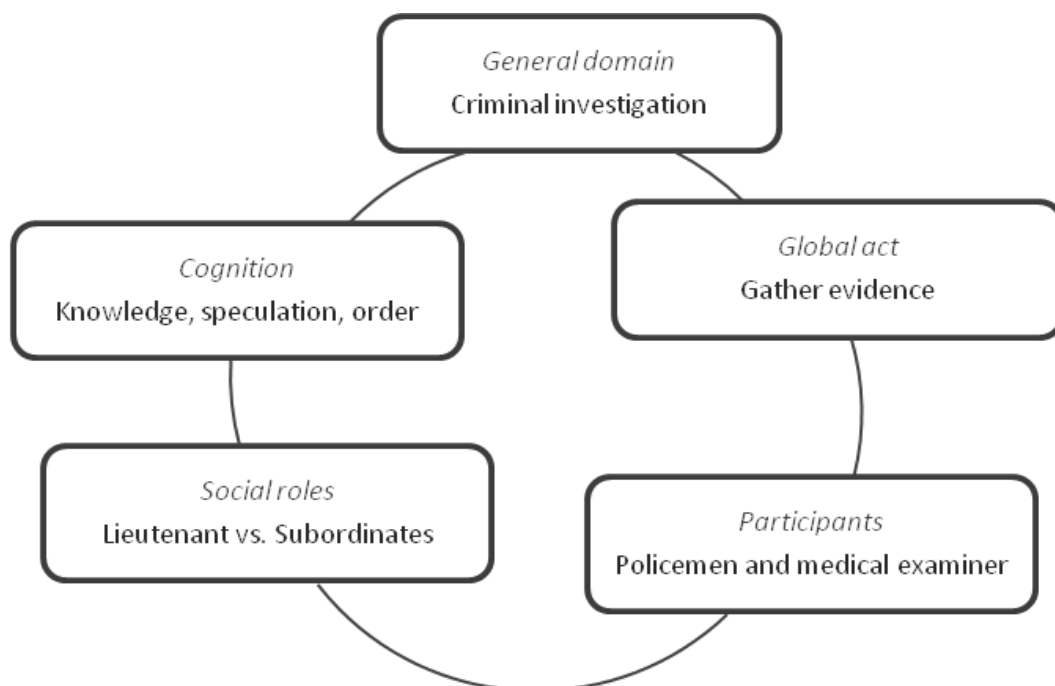 General domain
Criminal investigation
Cognition
Knowledge, speculation, order
Global act
Gather evidence
Social roles
Lieutenant vs. Subordinates
Participants
Policemen and medical examiner